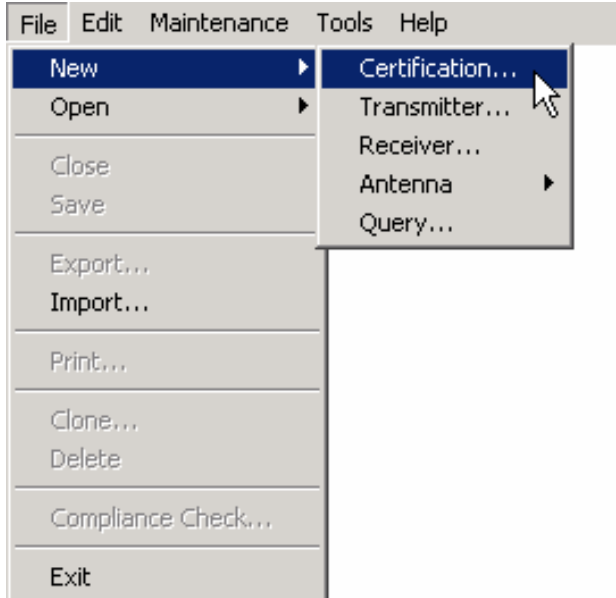 File Edit Maintenance Tools Help
New
Open
Close
Save
Export...
Import...
Print...
Clone...
Delete
Compliance Check...
Exit
Certification...
Transmitter...
Receiver...
Antenna
Query...